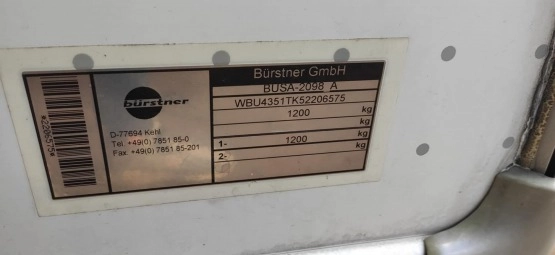 *2206575*
bürstner
D-77694 Kehl
Tel. +49(0) 7851 85-0
Fax. +49(0) 7851 85-201
Bürstner GmbH
BUSA-2098 A
WBU4351TK52206575
1200 kg
kg
1- 1200 kg
2- kg